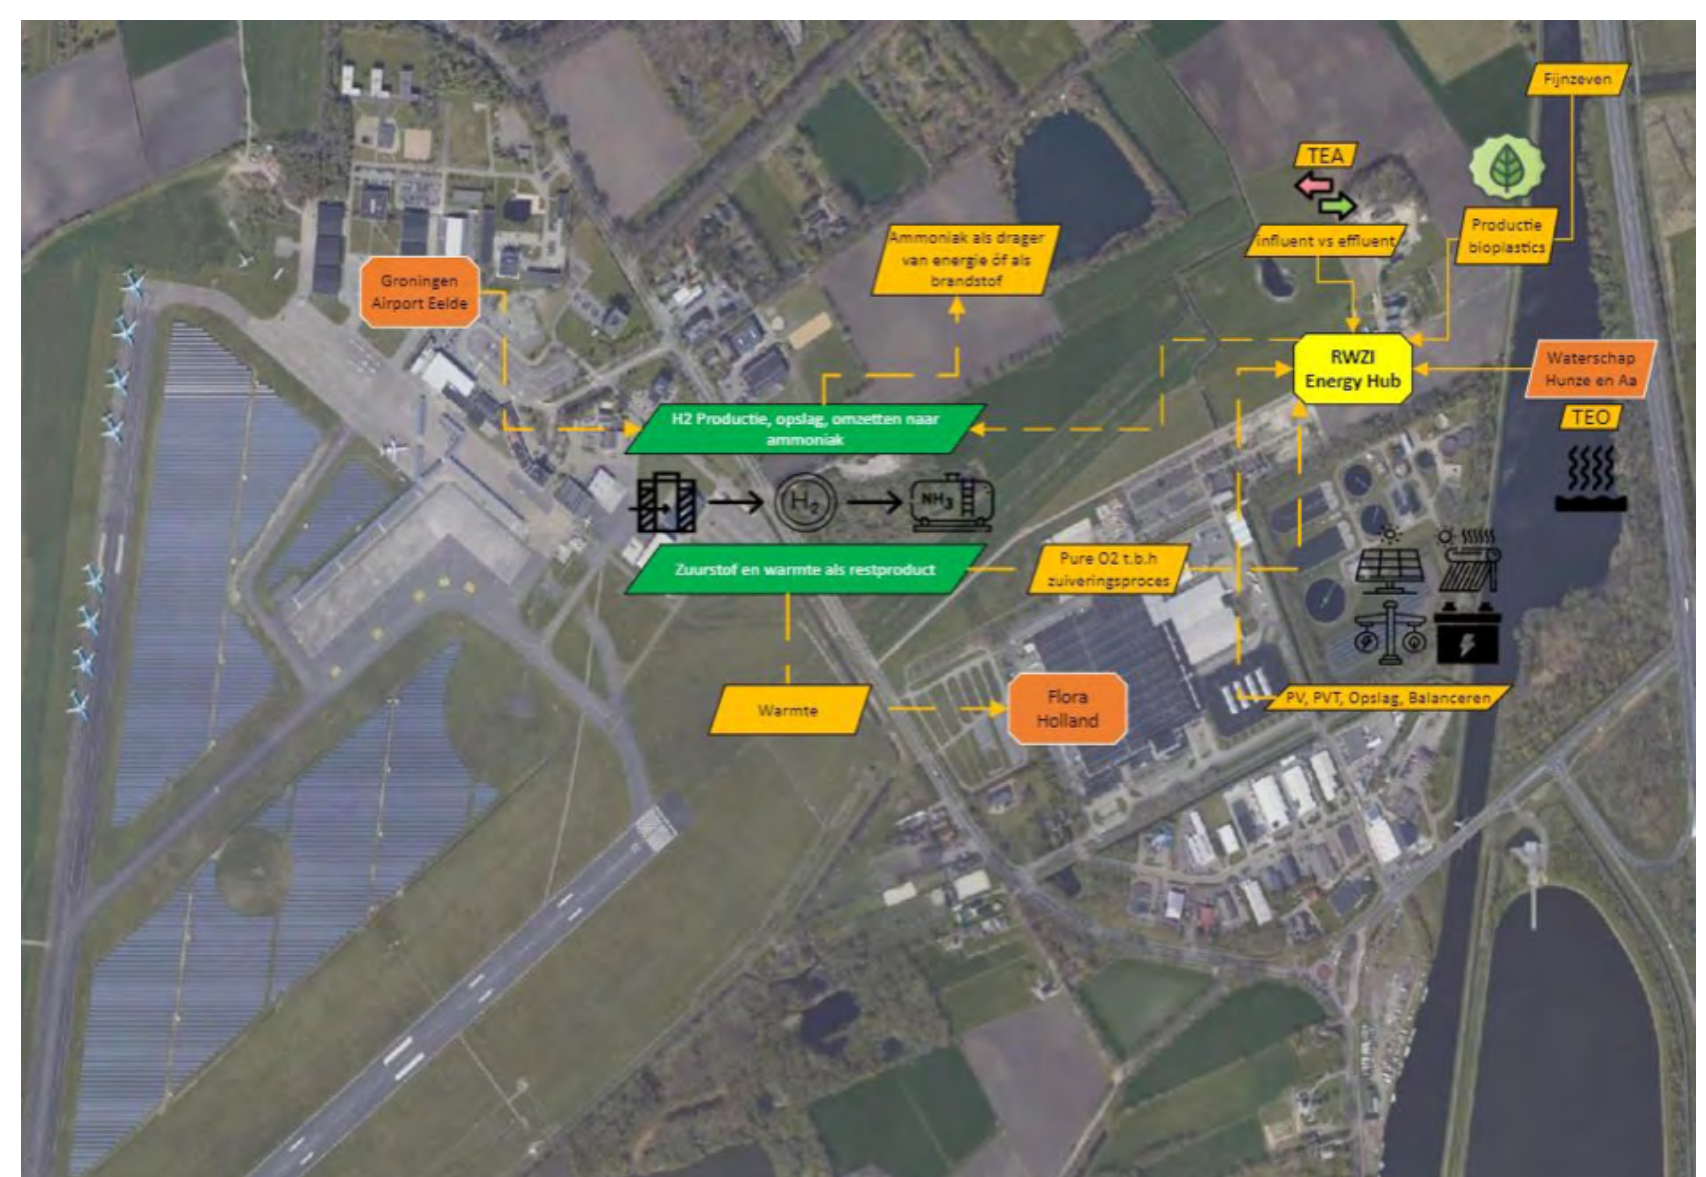 Fijnzeven
TEA
Productie
bioplastics
influent vs effluent
Ammoniak als drager
van energie óf als
brandstof
Groningen
Airport Eelde
RWZI
Energy Hub
Waterschap
Hunze en Aa
TEO
H2 Productie, opslag, omzetten naar
ammoniak
H2
NH3
Zuurstof en warmte als restproduct
Pure O2 t.b.h
zuiveringsproces
Warmte
Flora
Holland
PV, PVT, Opslag, Balanceren